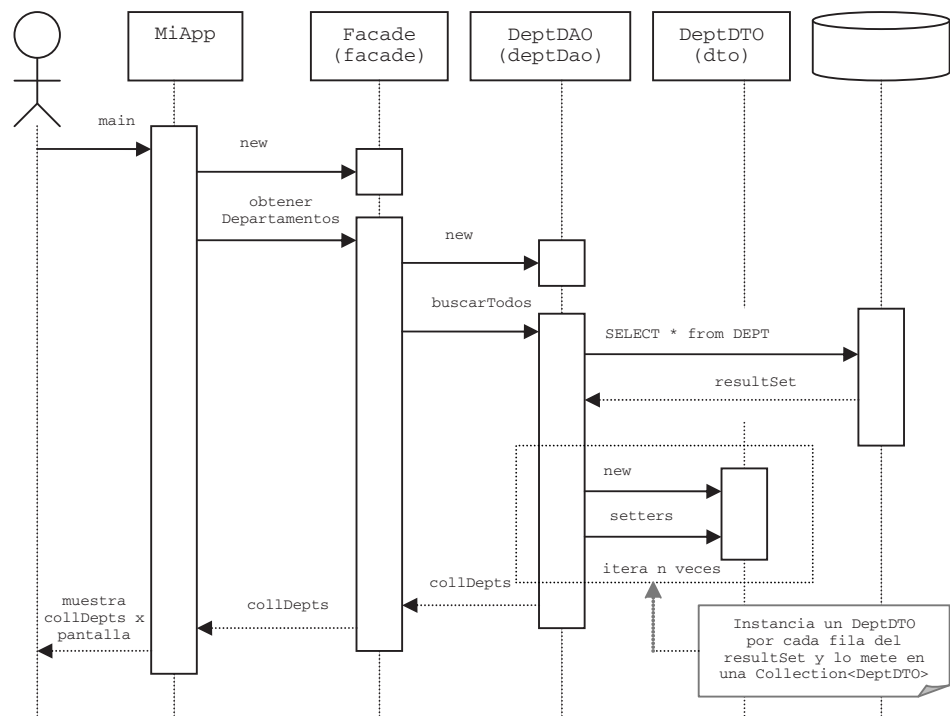 MiApp
Facade
(facade)
DeptDAO
(deptDao)
DeptDTO
(dto)
main
new
obtener
Departamentos
new
buscarTodos
SELECT * from DEPT
resultSet
new
setters
itera n veces
collDepts
collDepts
muestra
collDepts x
pantalla
Instancia un DeptDTO
por cada fila del
resultSet y lo mete en
una Collection<DeptDTO>